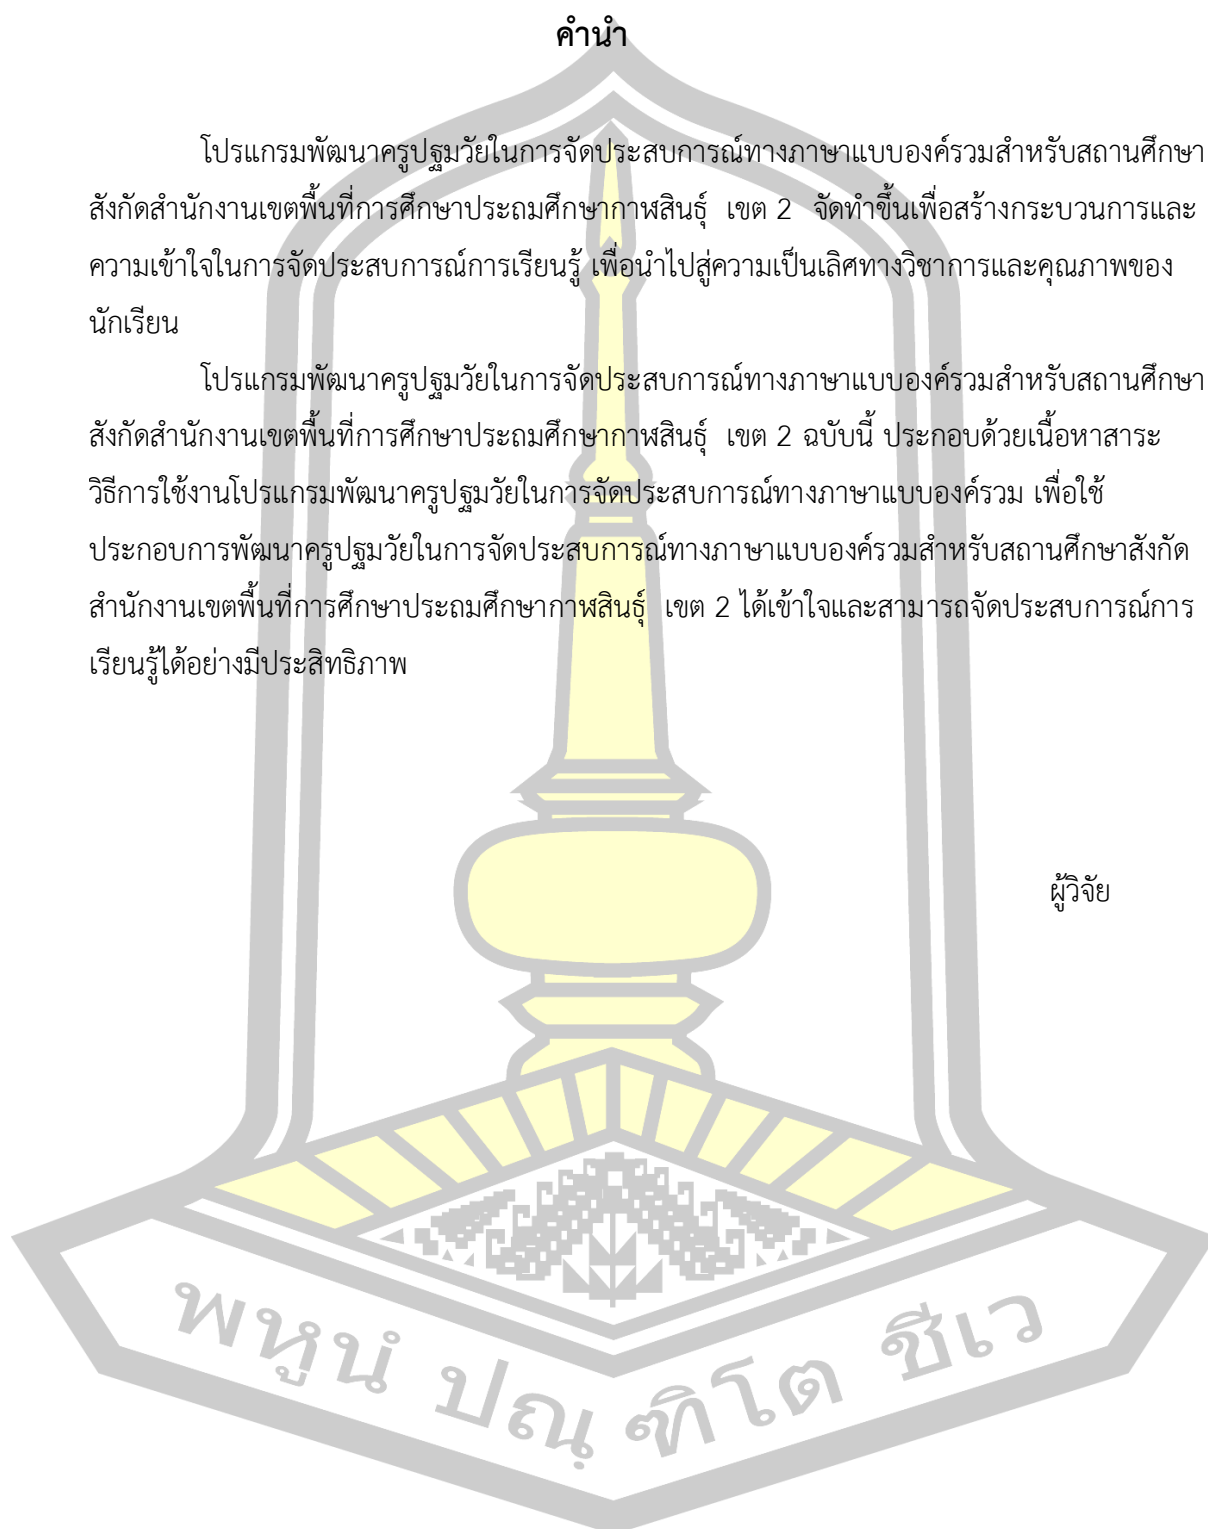 คำนำ
โปรแกรมพัฒนาครูปฐมวัยในการจัดประสบการณ์ทางภาษาแบบองค์รวมสำหรับสถานศึกษา
สังกัดสำนักงานเขตพื้นที่การศึกษาประถมศึกษากาฬสินธุ์ เขต 2 จัดทำขึ้นเพื่อสร้างกระบวนการและ
ความเข้าใจในการจัดประสบการณ์การเรียนรู้ เพื่อนำไปสู่ความเป็นเลิศทางวิชาการและคุณภาพของ
นักเรียน
โปรแกรมพัฒนาครูปฐมวัยในการจัดประสบการณ์ทางภาษาแบบองค์รวมสำหรับสถานศึกษา
สังกัดสำนักงานเขตพื้นที่การศึกษาประถมศึกษากาฬสินธุ์ เขต 2 ฉบับนี้ ประกอบด้วยเนื้อหาสาระ
วิธีการใช้งานโปรแกรมพัฒนาครูปฐมวัยในการจัดประสบการณ์ทางภาษาแบบองค์รวม เพื่อใช้
ประกอบการพัฒนาครูปฐมวัยในการจัดประสบการณ์ทางภาษาแบบองค์รวมสำหรับสถานศึกษาสังกัด
สำนักงานเขตพื้นที่การศึกษาประถมศึกษากาฬสินธุ์ เขต 2 ได้เข้าใจและสามารถจัดประสบการณ์การ
เรียนรู้ได้อย่างมีประสิทธิภาพ
ผู้วิจัย
พหูนํ ปณฺฑิโต ชีเว